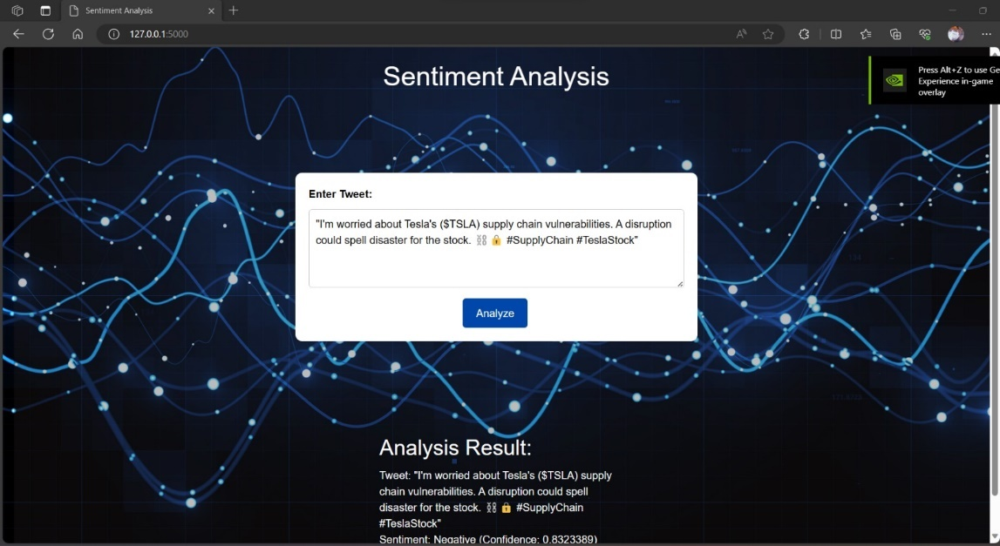 Sentiment Analysis
127.0.0.1:5000
Sentiment Analysis
Press Alt+Z to use Ge
Experience in-game
overlay
Enter Tweet:
"I'm worried about Tesla's ($TSLA) supply chain vulnerabilities. A disruption
could spell disaster for the stock. ⛓️ 🔒 #SupplyChain #TeslaStock"
Analyze
Analysis Result:
Tweet: "I'm worried about Tesla's ($TSLA) supply
chain vulnerabilities. A disruption could spell
disaster for the stock. ⛓️ 🔒 #SupplyChain
#TeslaStock"
Sentiment: Negative (Confidence: 0.8323389)